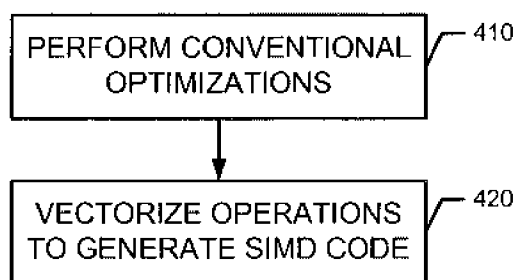 PERFORM CONVENTIONAL
OPTIMIZATIONS
410
VECTORIZE OPERATIONS
TO GENERATE SIMD CODE
420